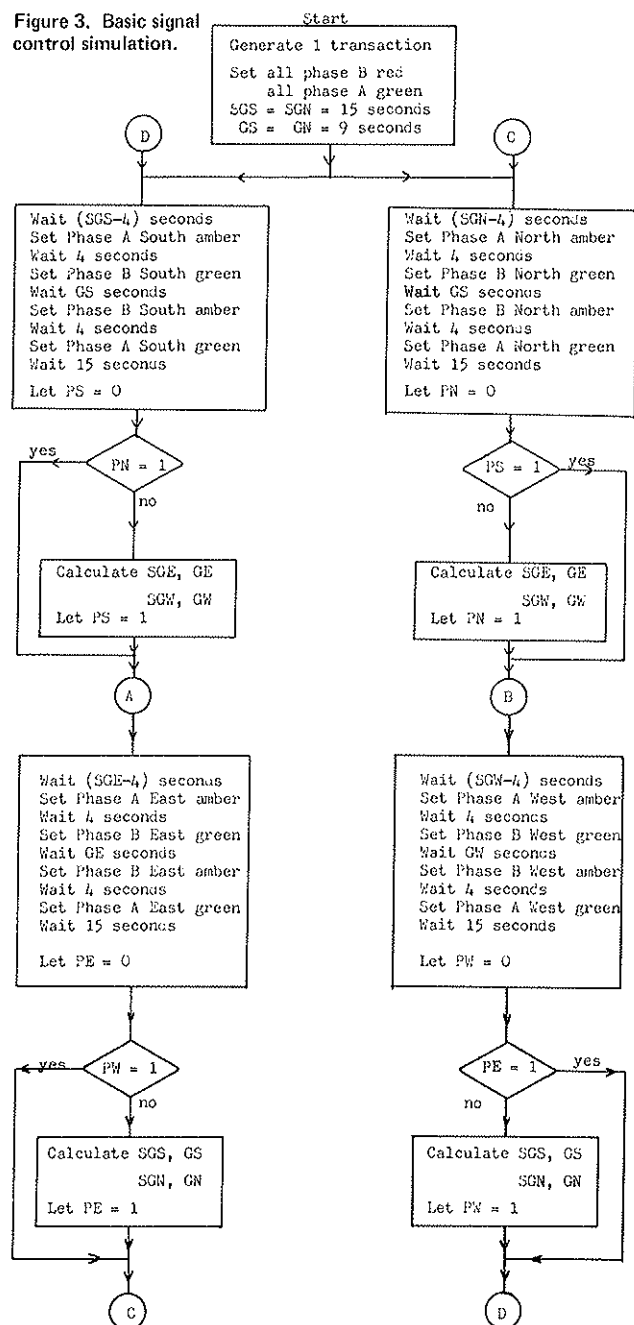 Figure 3. Basic signal
control simulation.
Start
Generate 1 transaction
Set all phase B red
all phase A green
SGS = SGN = 15 seconds
GS = GN = 9 seconds
D
C
Wait (SGS-4) seconds
Set Phase A South amber
Wait 4 seconds
Set Phase B South green
Wait GS seconds
Set Phase B South amber
Wait 4 seconds
Set Phase A South green
Wait 15 seconds
Let PS = 0
Wait (SGN-4) seconds
Set Phase A North amber
Wait 4 seconds
Set Phase B North green
Wait GS seconds
Set Phase B North amber
Wait 4 seconds
Set Phase A North green
Wait 15 seconds
Let PN = 0
yes
PN = 1
no
PS = 1
yes
no
Calculate SGE, GE
SGW, GW
Let PS = 1
Calculate SGE, GE
SGW, GW
Let PN = 1
A
B
Wait (SGE-4) seconds
Set Phase A East amber
Wait 4 seconds
Set Phase B East green
Wait GE seconds
Set Phase B East amber
Wait 4 seconds
Set Phase A East green
Wait 15 seconds
Let PE = 0
Wait (SGW-4) seconds
Set Phase A West amber
Wait 4 seconds
Set Phase B West green
Wait GW seconds
Set Phase B West amber
Wait 4 seconds
Set Phase A West green
Wait 15 seconds
Let PW = 0
yes
PW = 1
no
PE = 1
yes
no
Calculate SGS, GS
SGN, GN
Let PE = 1
Calculate SGS, GS
SGN, GN
Let PW = 1
C
D